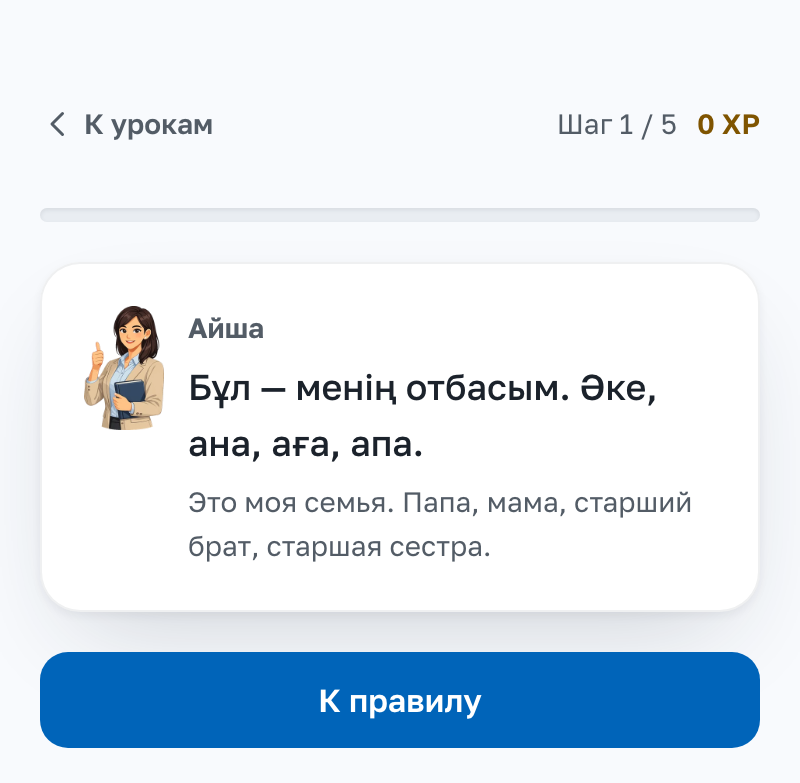 К урокам
Шаг 1 / 5 0 XP
Айша
Бұл — менің отбасым. Әке,
ана, аға, апа.
Это моя семья. Папа, мама, старший
брат, старшая сестра.
К правилу